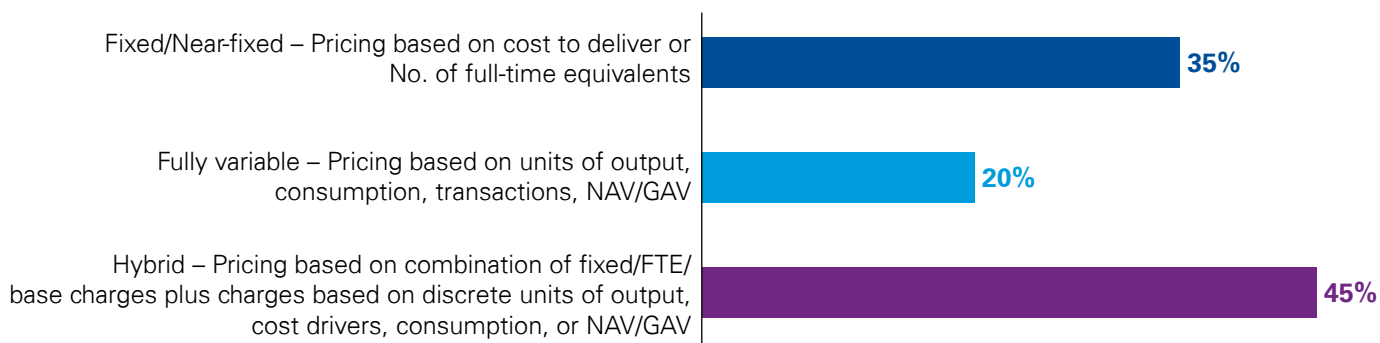 Fixed/Near-fixed – Pricing based on cost to deliver or
No. of full-time equivalents
35%
Fully variable – Pricing based on units of output,
consumption, transactions, NAV/GAV
20%
Hybrid – Pricing based on combination of fixed/FTE/
base charges plus charges based on discrete units of output,
cost drivers, consumption, or NAV/GAV
45%